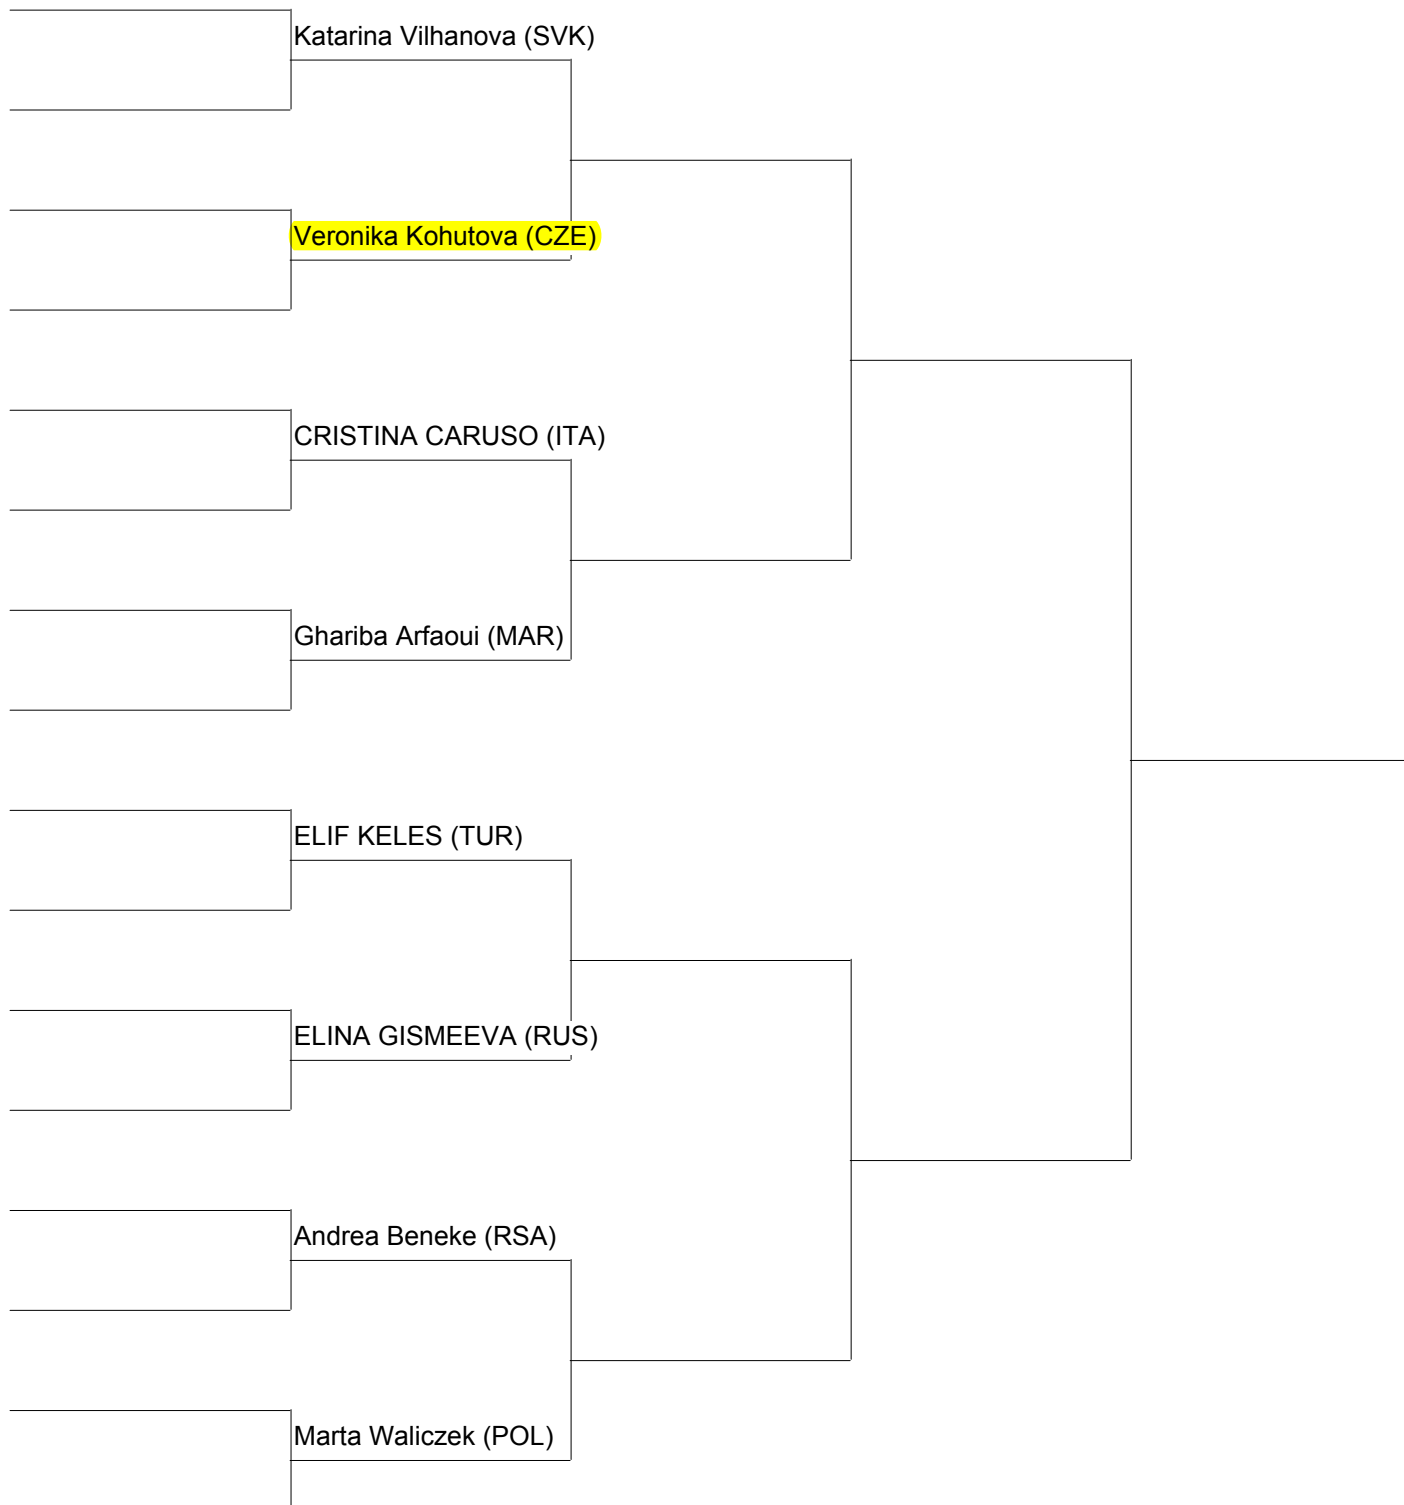 Katarina Vilhanova (SVK)
Veronika Kohutova (CZE)
CRISTINA CARUSO (ITA)
Ghariba Arfaoui (MAR)
ELIF KELES (TUR)
ELINA GISMEEVA (RUS)
Andrea Beneke (RSA)
Marta Waliczek (POL)